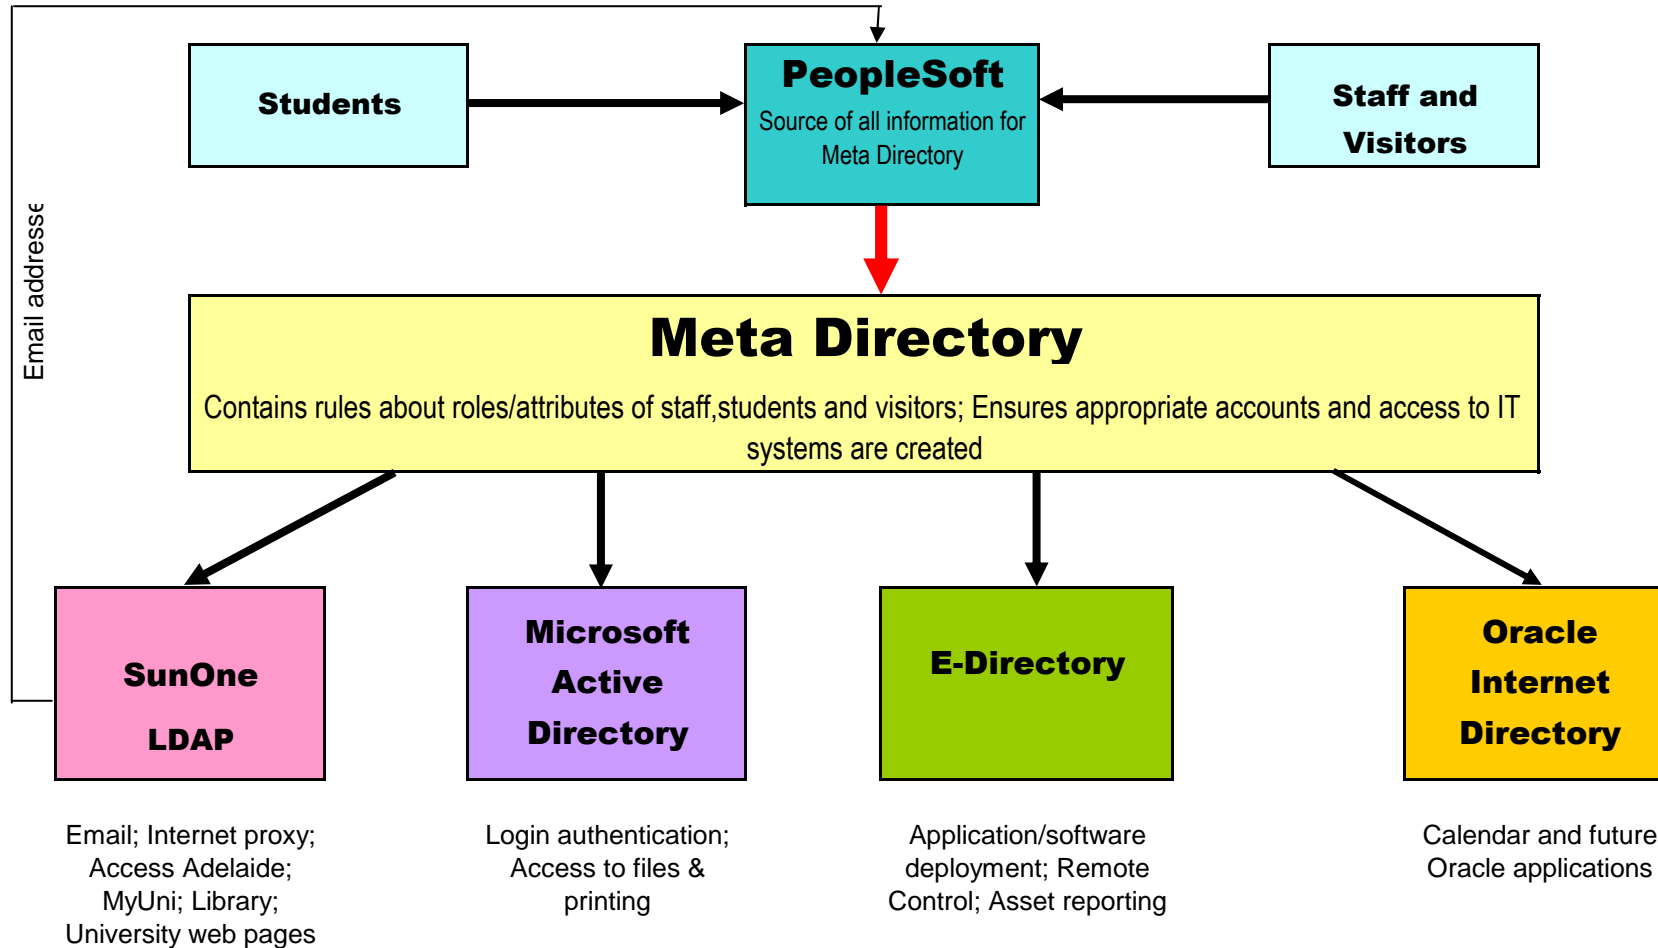 Students
PeopleSoft
Source of all information for
Meta Directory
Staff and
Visitors
Email addresse
Meta Directory
Contains rules about roles/attributes of staff,students and visitors; Ensures appropriate accounts and access to IT
systems are created
SunOne
LDAP
Microsoft
Active
Directory
E-Directory
Oracle
Internet
Directory
Email; Internet proxy;
Access Adelaide;
MyUni; Library;
University web pages
Login authentication;
Access to files &
printing
Application/software
deployment; Remote
Control; Asset reporting
Calendar and future
Oracle applications